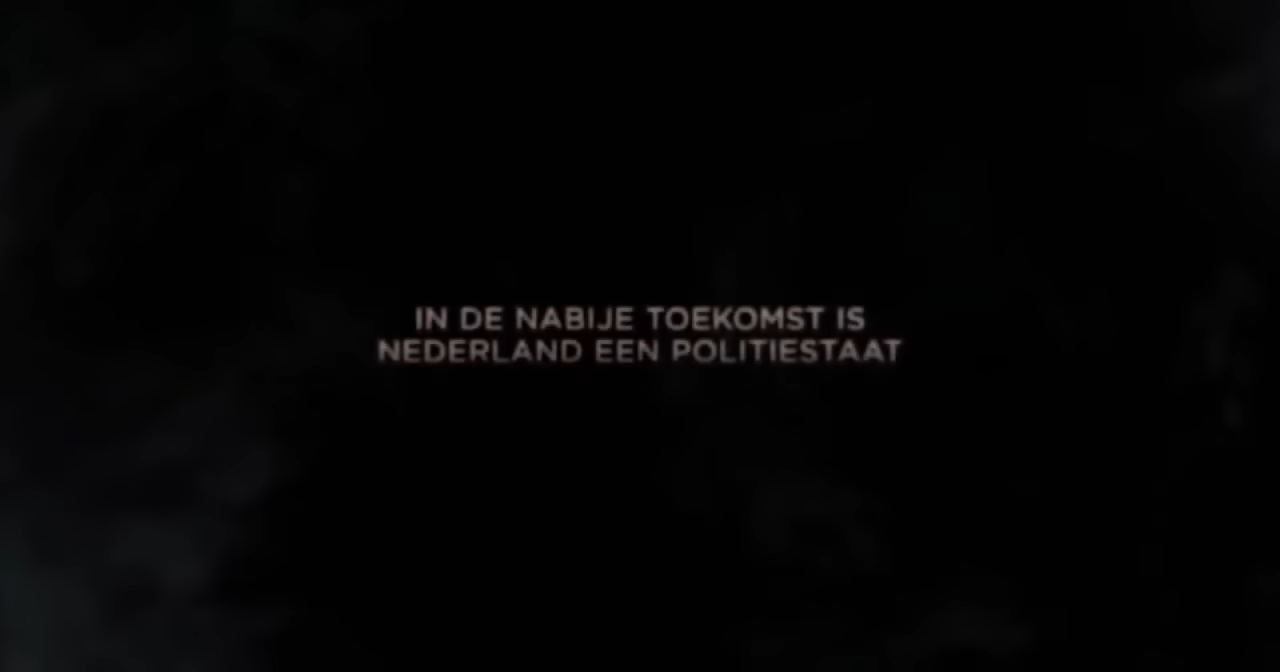 IN DE NABIJE TOEKOMST IS
NEDERLAND EEN POLITIESTAAT